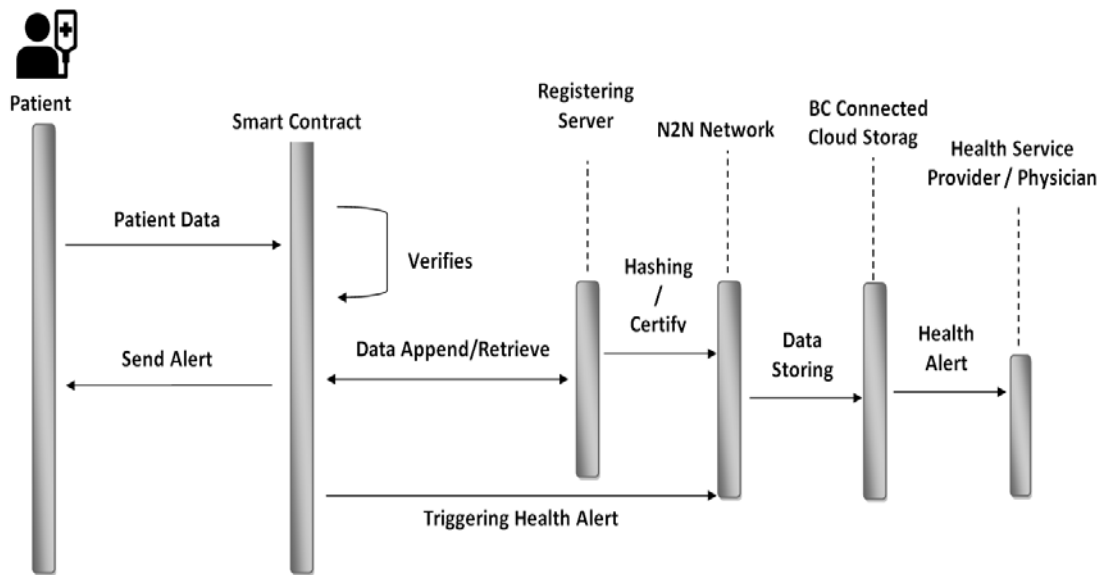 Patient
Smart Contract
Registering
Server
N2N Network
BC Connected
Cloud Storag
Health Service
Provider / Physician
Patient Data
Verifies
Hashing
/
Certifv
Send Alert
Data Append/Retrieve
Data
Storing
Health
Alert
Triggering Health Alert